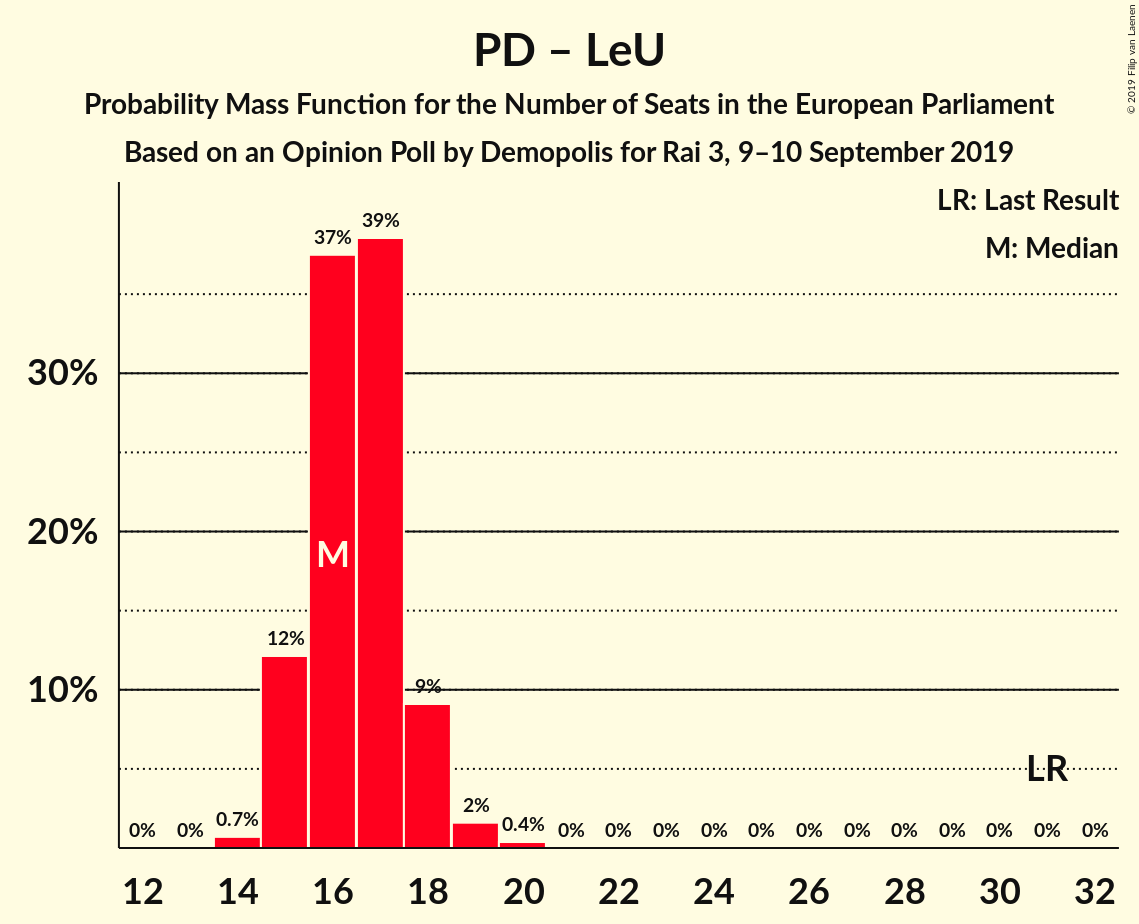 PD – LeU
Probability Mass Function for the Number of Seats in the European Parliament
Based on an Opinion Poll by Demopolis for Rai 3, 9–10 September 2019
© 2019 Filip van Laenen
LR: Last Result
M: Median
39%
37%
30%
20%
M
12%
10%
9%
LR
2%
0.7%
0.4%
0% 0% 0% 0% 0% 0% 0% 0% 0% 0% 0% 0% 0% 0%
12 14 16 18 20 22 24 26 28 30 32